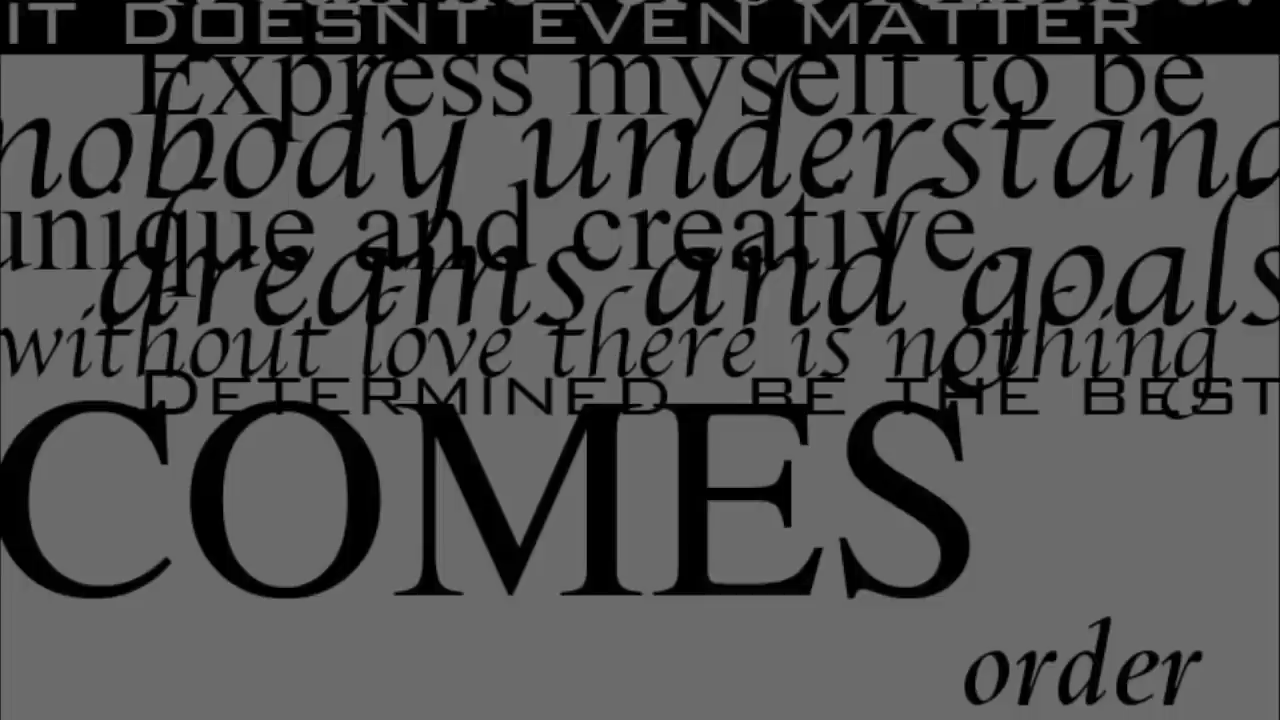 IT DOESNT EVEN MATTER
Express myself to be
nobody understand
unique and creative.
dreams and goals
without love there is nothing
DETERMINED BE THE BEST
COMES
order